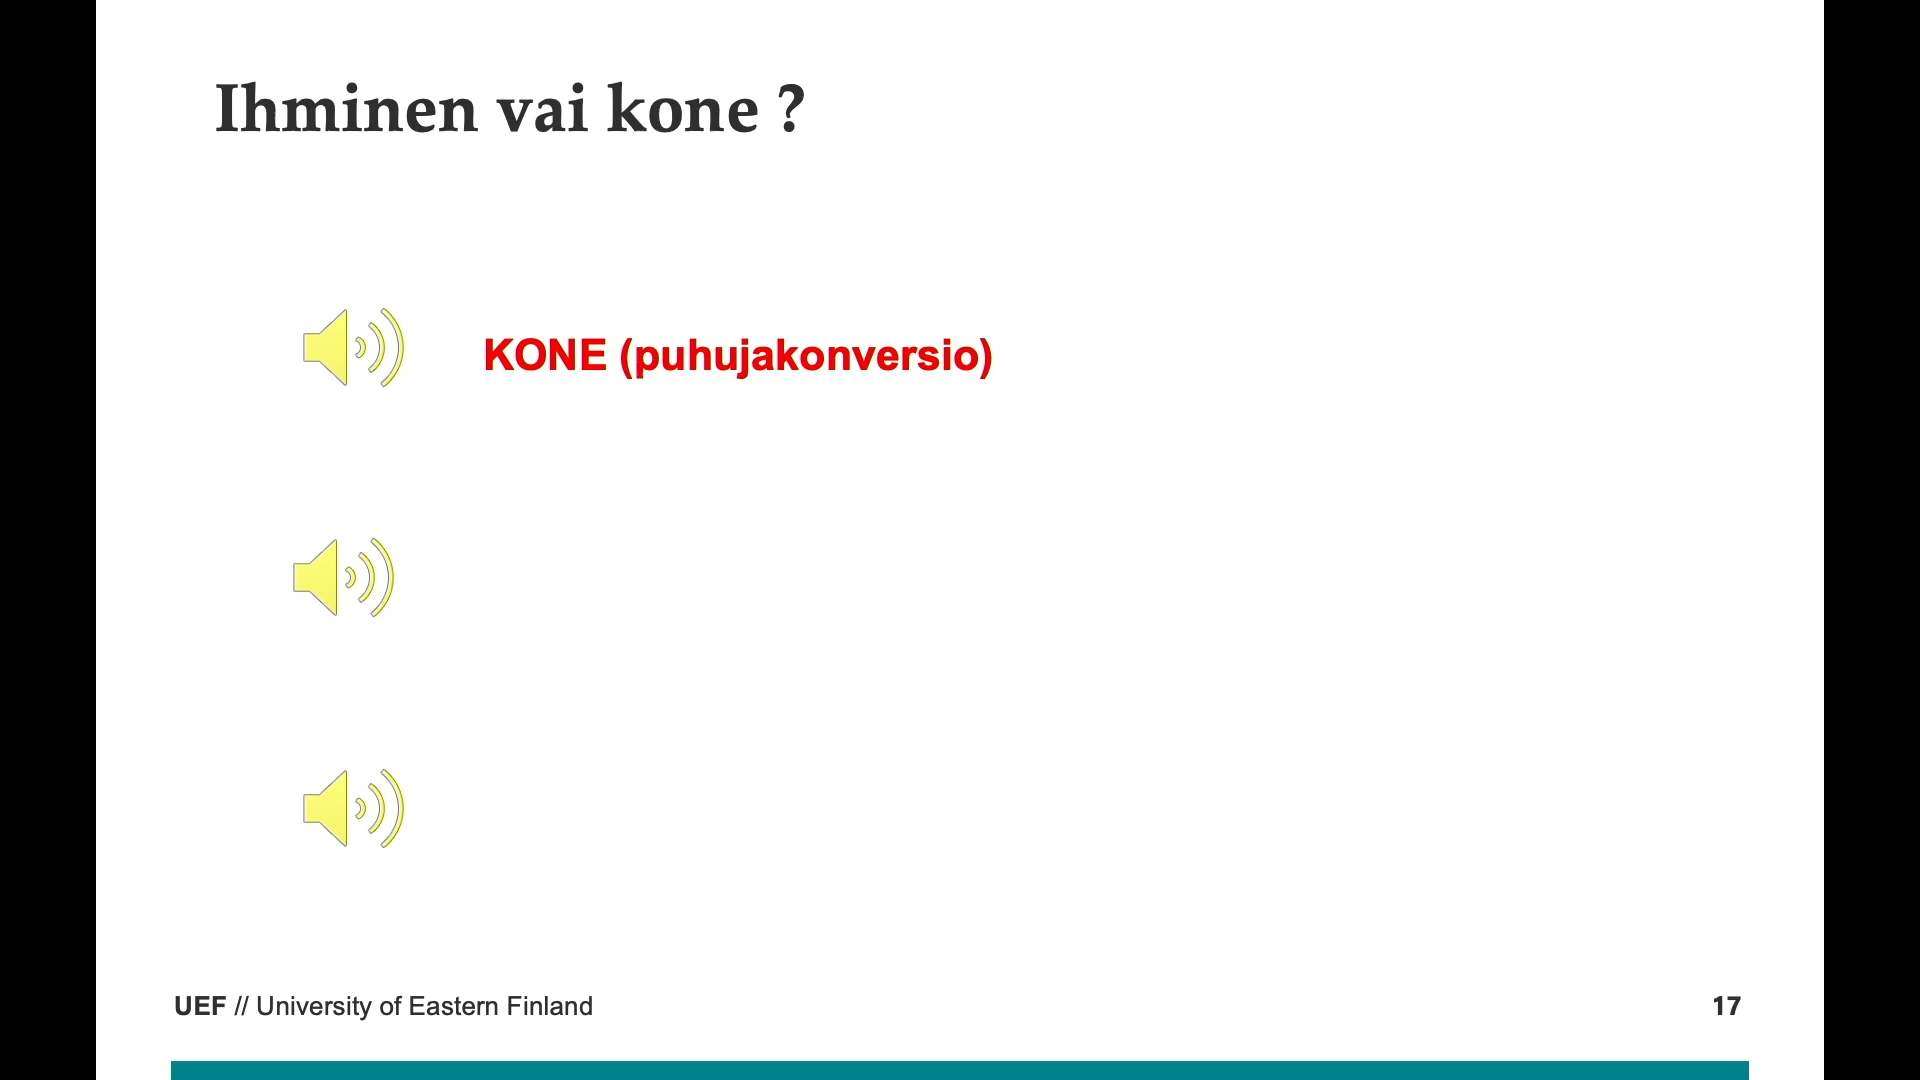 Ihminen vai kone ?
KONE (puhujakonversio)
UEF // University of Eastern Finland
17